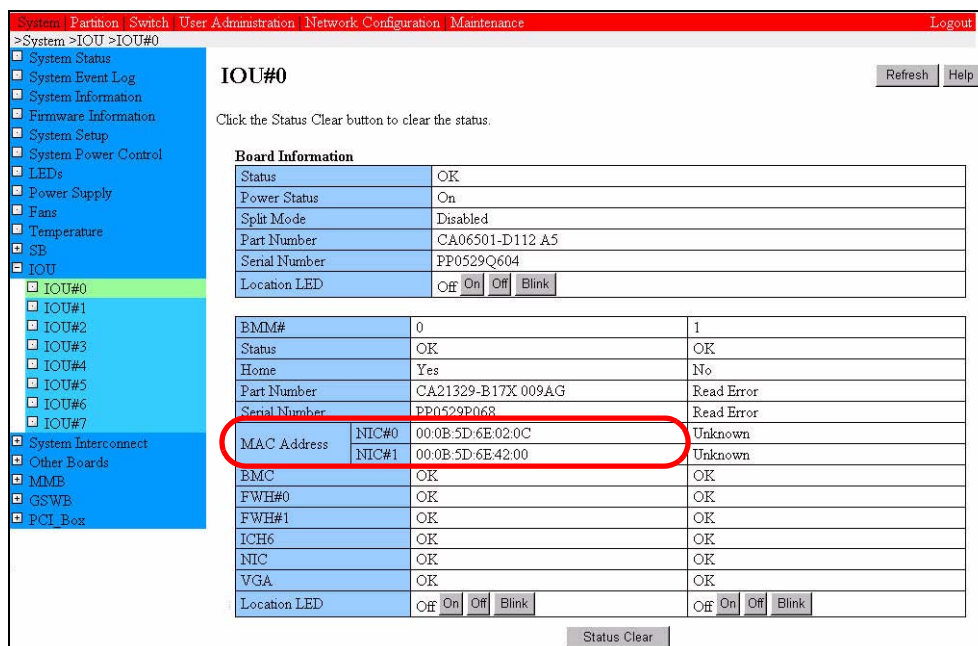 System | Partition | Switch | User Administration | Network Configuration | Maintenance Logout
>System >IOU >IOU#0
System Status
System Event Log
System Information
Firmware Information
System Setup
System Power Control
LEDs
Power Supply
Fans
Temperature
SB
IOU
IOU#0
IOU#1
IOU#2
IOU#3
IOU#4
IOU#5
IOU#6
IOU#7
System Interconnect
Other Boards
MMB
GSWB
PCI_Box
IOU#0 Refresh Help
Click the Status Clear button to clear the status.
Board Information
Status OK
Power Status On
Split Mode Disabled
Part Number CA06501-D112 A5
Serial Number PP0529Q604
Location LED Off On Off Blink
BMM# 0 1
Status OK OK
Home Yes No
Part Number CA21329-B17X 009AG Read Error
Serial Number PP0529P068 Read Error
MAC Address NIC#0 00:0B:5D:6E:02:0C Unknown
NIC#1 00:0B:5D:6E:42:00 Unknown
BMC OK OK
FWH#0 OK OK
FWH#1 OK OK
ICH6 OK OK
NIC OK OK
VGA OK OK
Location LED Off On Off Blink Off On Off Blink
Status Clear